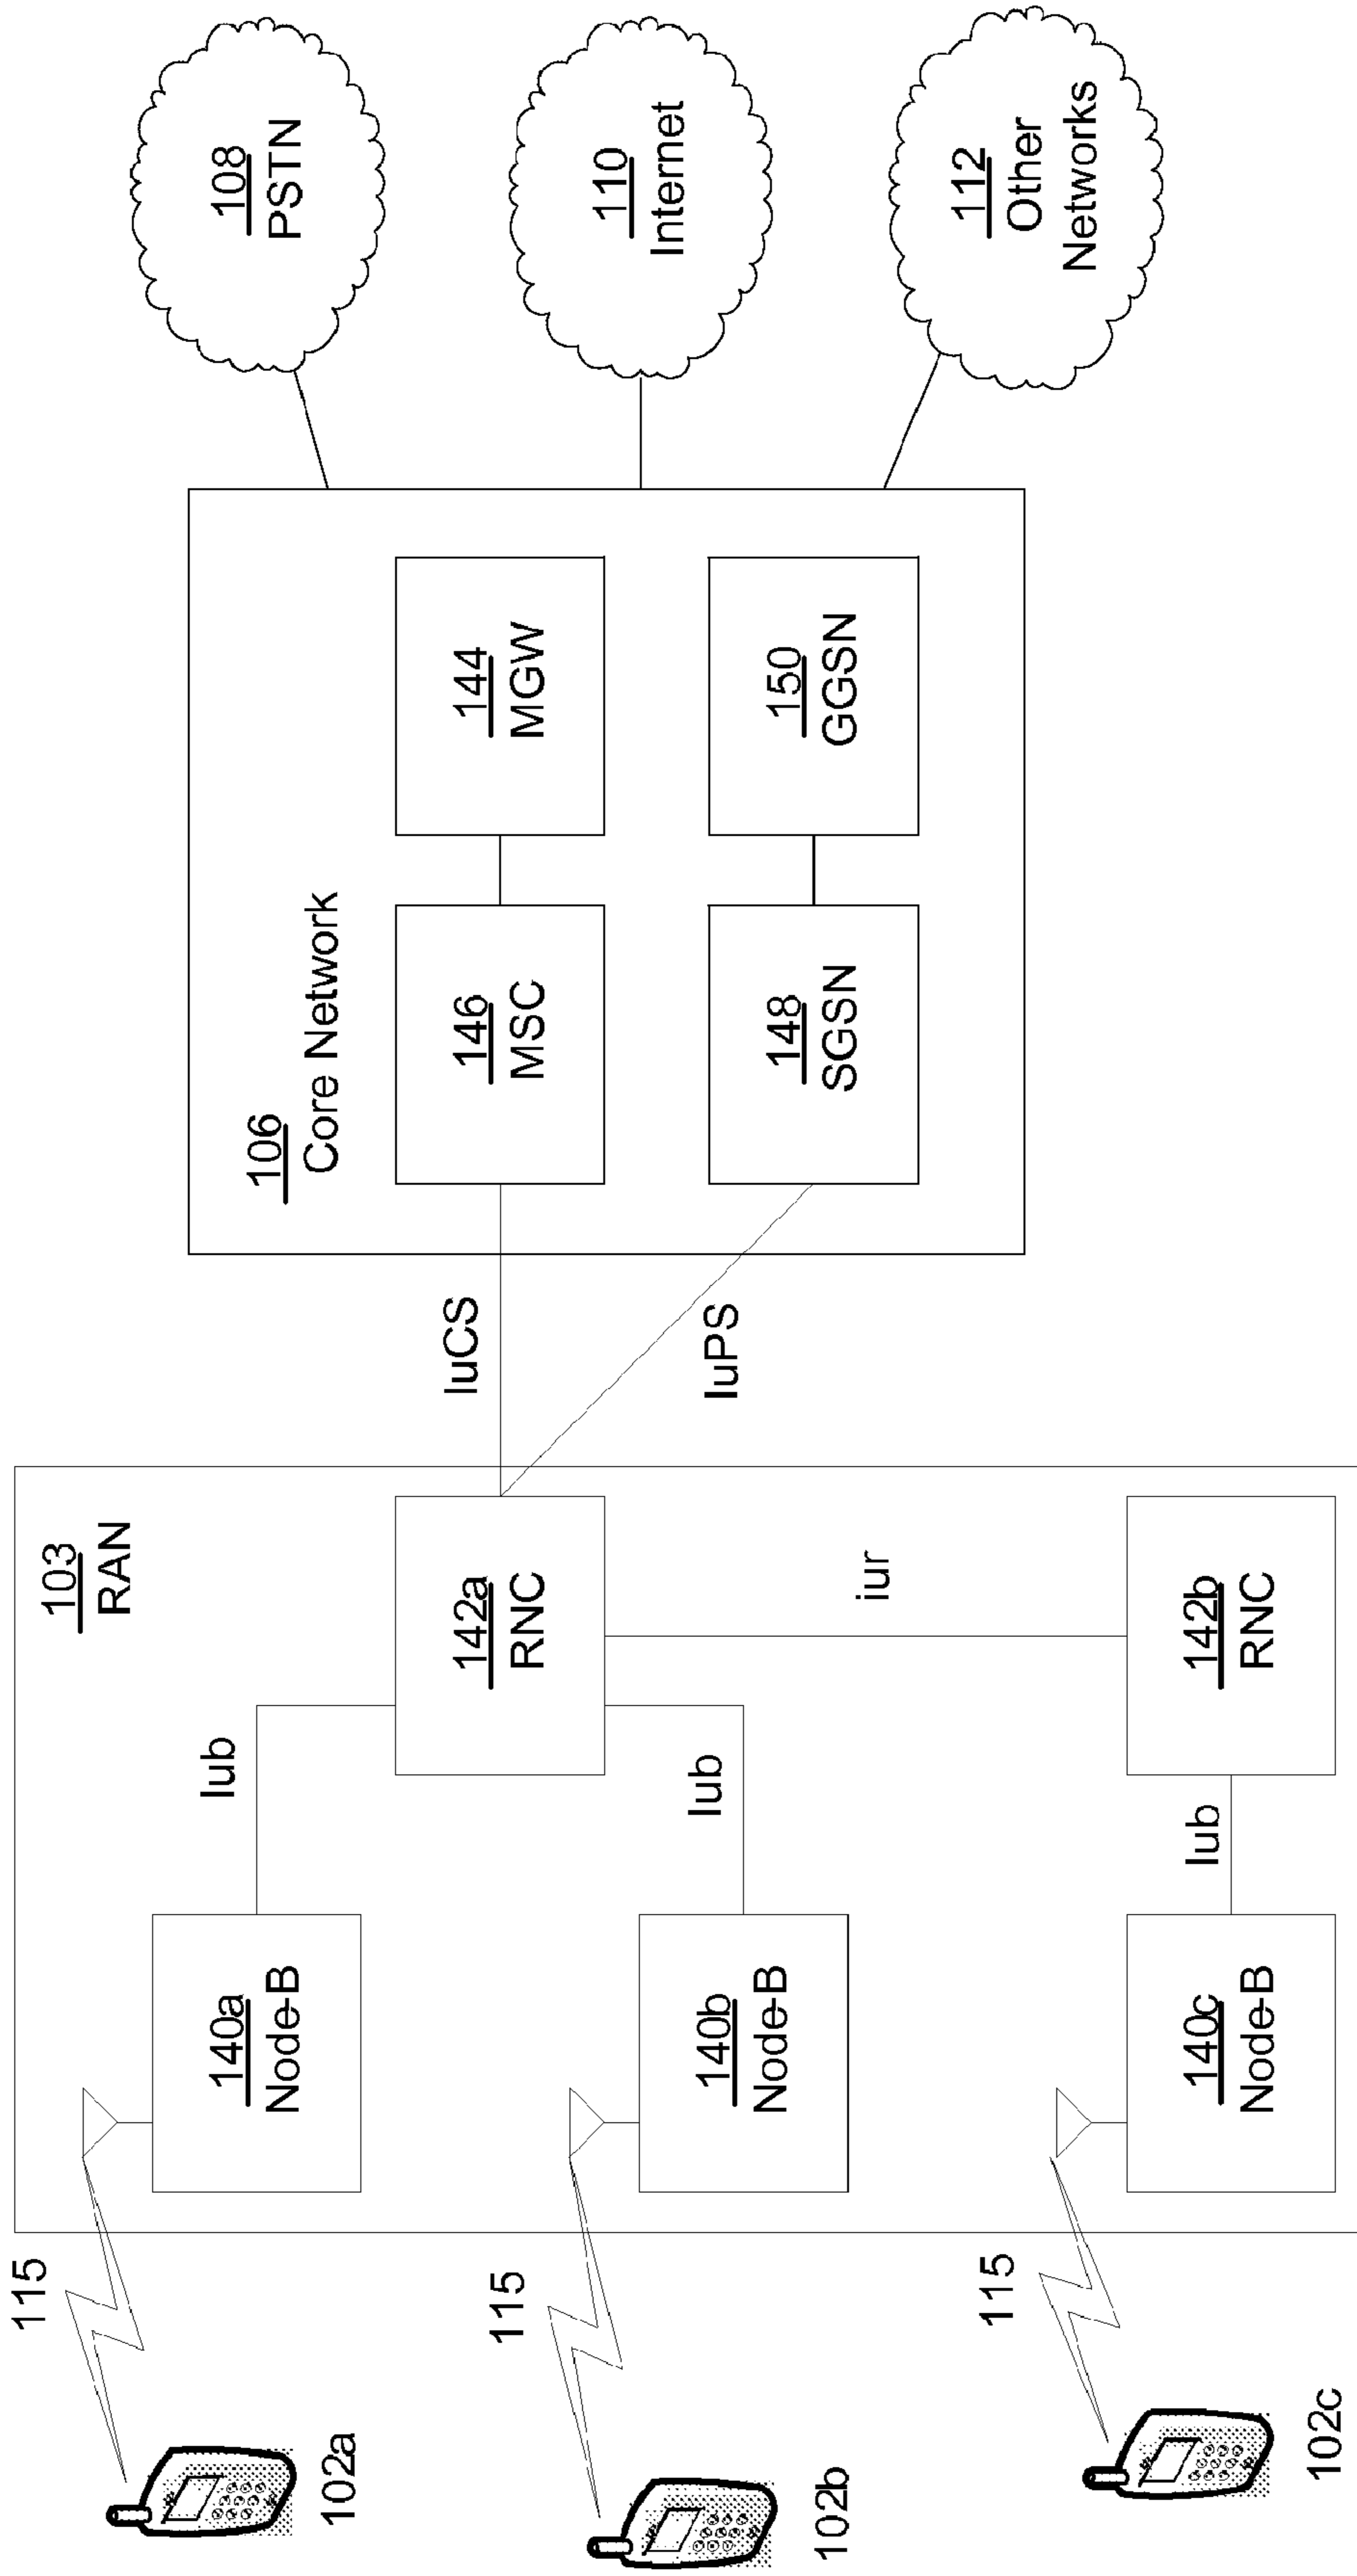 115
102a
115
102b
115
102c
103
RAN
140a
Node-B
Iub
140b
Node-B
Iub
142a
RNC
iur
140c
Node-B
Iub
142b
RNC
IuCS
IuPS
106
Core Network
146
MSC
144
MGW
148
SGSN
150
GGSN
108
PSTN
110
Internet
112
Other
Networks